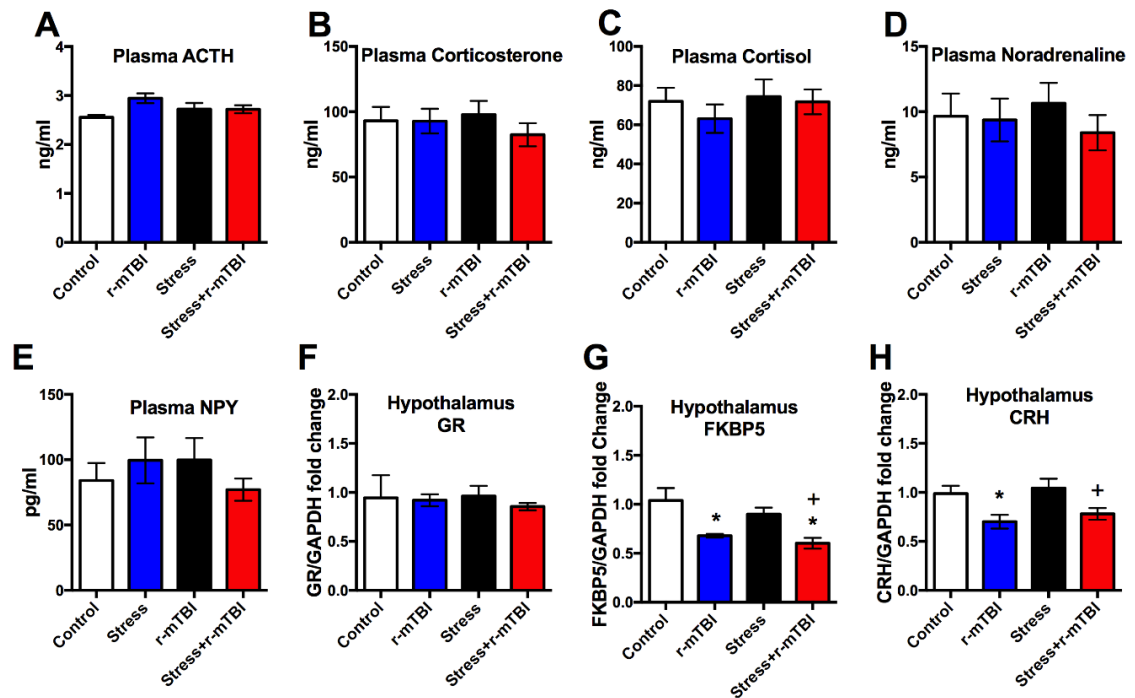 A
Plasma ACTH
ng/ml
4
3
2
1
0
Control
r-mTBI
Stress
Stress+r-mTBI
B
Plasma Corticosterone
ng/ml
150
100
50
0
Control
Stress
r-mTBI
Stress+r-mTBI
C
Plasma Cortisol
ng/ml
100
80
60
40
20
0
Control
r-mTBI
Stress
Stress+r-mTBI
D
Plasma Noradrenaline
ng/ml
15
10
5
0
Control
Stress
r-mTBI
Stress+r-mTBI
E
Plasma NPY
pg/ml
150
100
50
0
Control
Stress
r-mTBI
Stress+r-mTBI
F
Hypothalamus
GR
GR/GAPDH fold change
2.0
1.5
1.0
0.5
0.0
Control
r-mTBI
Stress
Stress+r-mTBI
G
Hypothalamus
FKBP5
FKBP5/GAPDH fold Change
2.0
1.5
1.0
0.5
0.0
*
+
*
Control
r-mTBI
Stress
Stress+r-mTBI
H
Hypothalamus
CRH
CRH/GAPDH fold change
2.0
1.5
1.0
0.5
0.0
*
+
Control
r-mTBI
Stress
Stress+r-mTBI